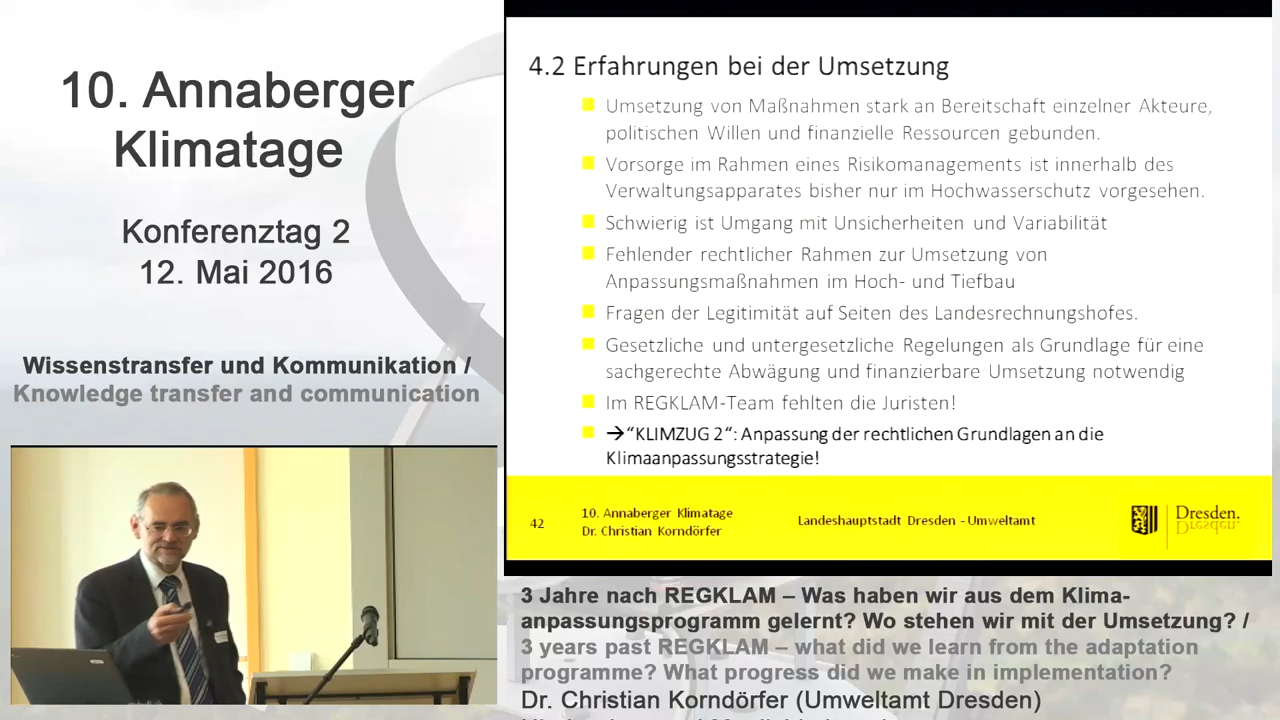 10. Annaberger
Klimatage
Konferenztag 2
12. Mai 2016
Wissenstransfer und Kommunikation /
Knowledge transfer and communication
4.2 Erfahrungen bei der Umsetzung
Umsetzung von Maßnahmen stark an Bereitschaft einzelner Akteure,
politischen Willen und finanzielle Ressourcen gebunden.
Vorsorge im Rahmen eines Risikomanagements ist innerhalb des
Verwaltungsapparates bisher nur im Hochwasserschutz vorgesehen.
Schwierig ist Umgang mit Unsicherheiten und Variabilität
Fehlender rechtlicher Rahmen zur Umsetzung von
Anpassungsmaßnahmen im Hoch- und Tiefbau
Fragen der Legitimität auf Seiten des Landesrechnungshofes.
Gesetzliche und untergesetzliche Regelungen als Grundlage für eine
sachgerechte Abwägung und finanzierbare Umsetzung notwendig
Im REGKLAM-Team fehlten die Juristen!
→“KLIMZUG 2“: Anpassung der rechtlichen Grundlagen an die
Klimaanpassungsstrategie!
42
10. Annaberger Klimatage
Dr. Christian Korndörfer
Landeshauptstadt Dresden - Umweltamt
Dresden.
3 Jahre nach REGKLAM – Was haben wir aus dem Klima-
anpassungsprogramm gelernt? Wo stehen wir mit der Umsetzung? /
3 years past REGKLAM – what did we learn from the adaptation
programme? What progress did we make in implementation?
Dr. Christian Korndörfer (Umweltamt Dresden)